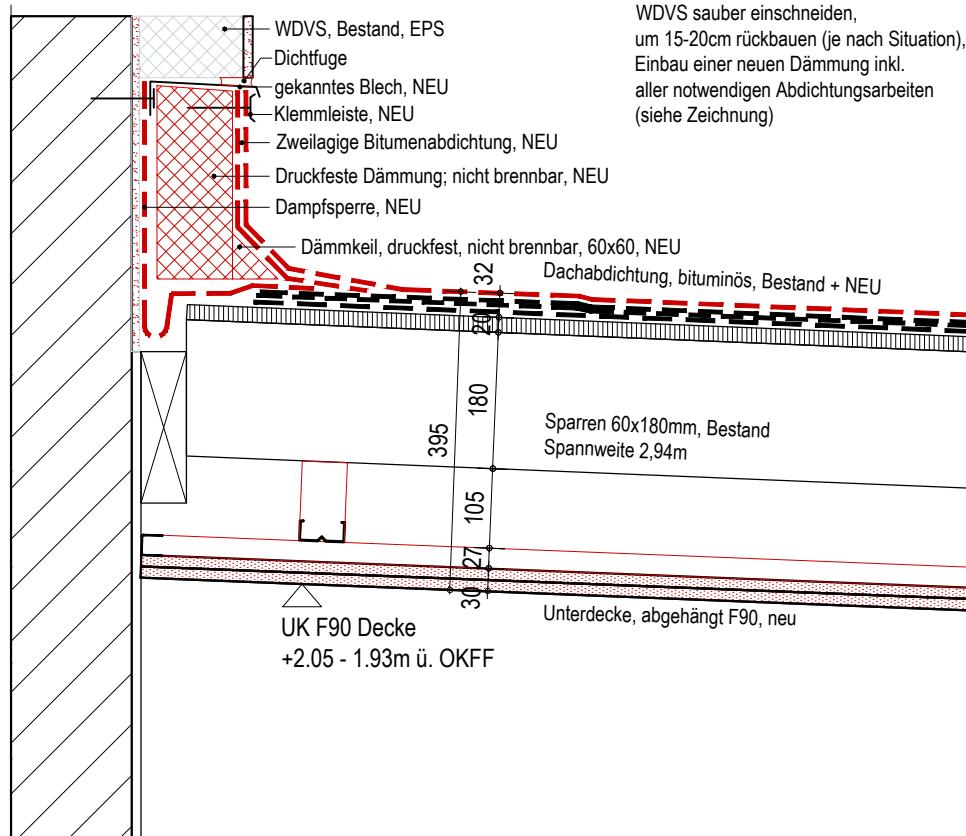 WDVS sauber einschneiden,
um 15-20cm rückbauen (je nach Situation),
Einbau einer neuen Dämmung inkl.
aller notwendigen Abdichtungsarbeiten
(siehe Zeichnung)
WDVS, Bestand, EPS
Dichtfuge
gekanntes Blech, NEU
Klemmleiste, NEU
Zweilagige Bitumenabdichtung, NEU
Druckfeste Dämmung; nicht brennbar, NEU
Dampfsperre, NEU
Dämmkeil, druckfest, nicht brennbar, 60x60, NEU
Dachabdichtung, bituminös, Bestand + NEU
32
20
180
395
105
27
30
Sparren 60x180mm, Bestand
Spannweite 2,94m
Unterdecke, abgehängt F90, neu
UK F90 Decke
+2.05 - 1.93m ü. OKFF